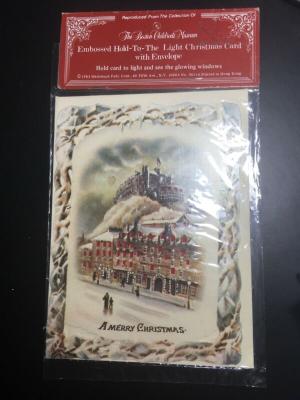 Reproduced From The Collection Of
The Boston Children's Museum
Embossed Hold-To-The Light Christmas Card
with Envelope
Hold card to light and see the glowing windows
A MERRY CHRISTMAS.